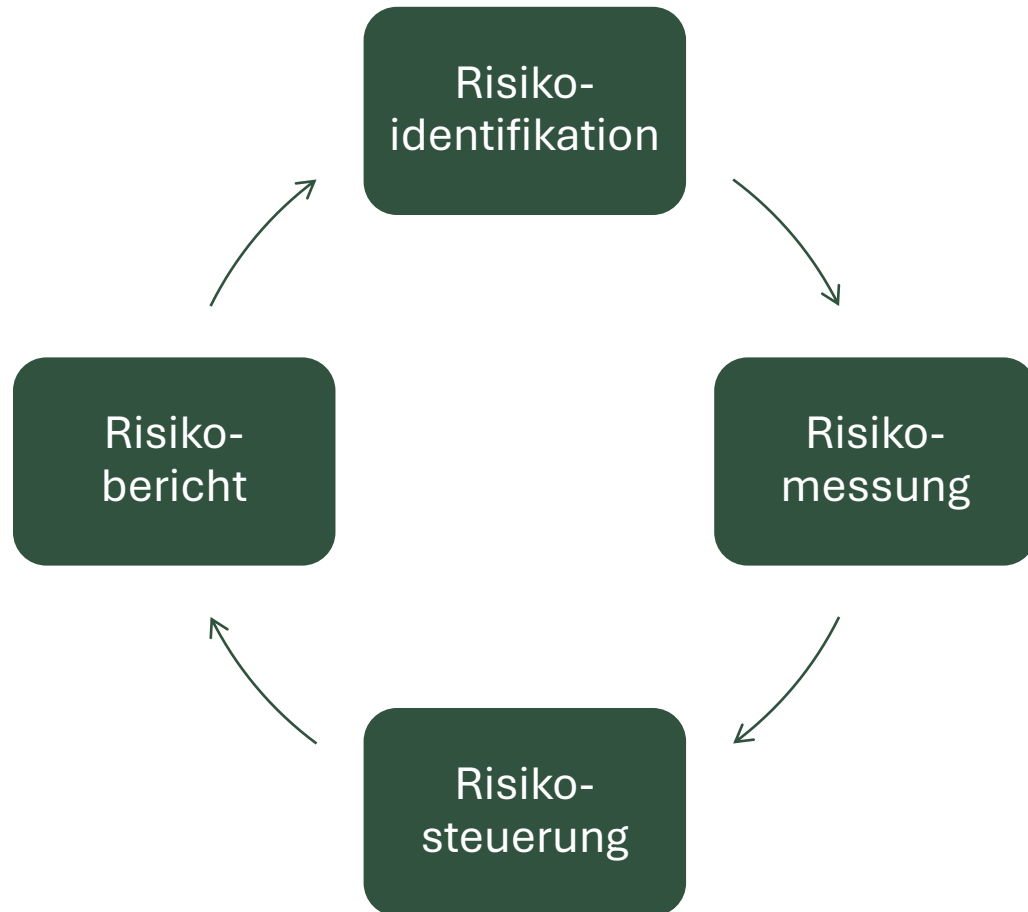 Risiko-
identifikation
Risiko-
messung
Risiko-
steuerung
Risiko-
bericht